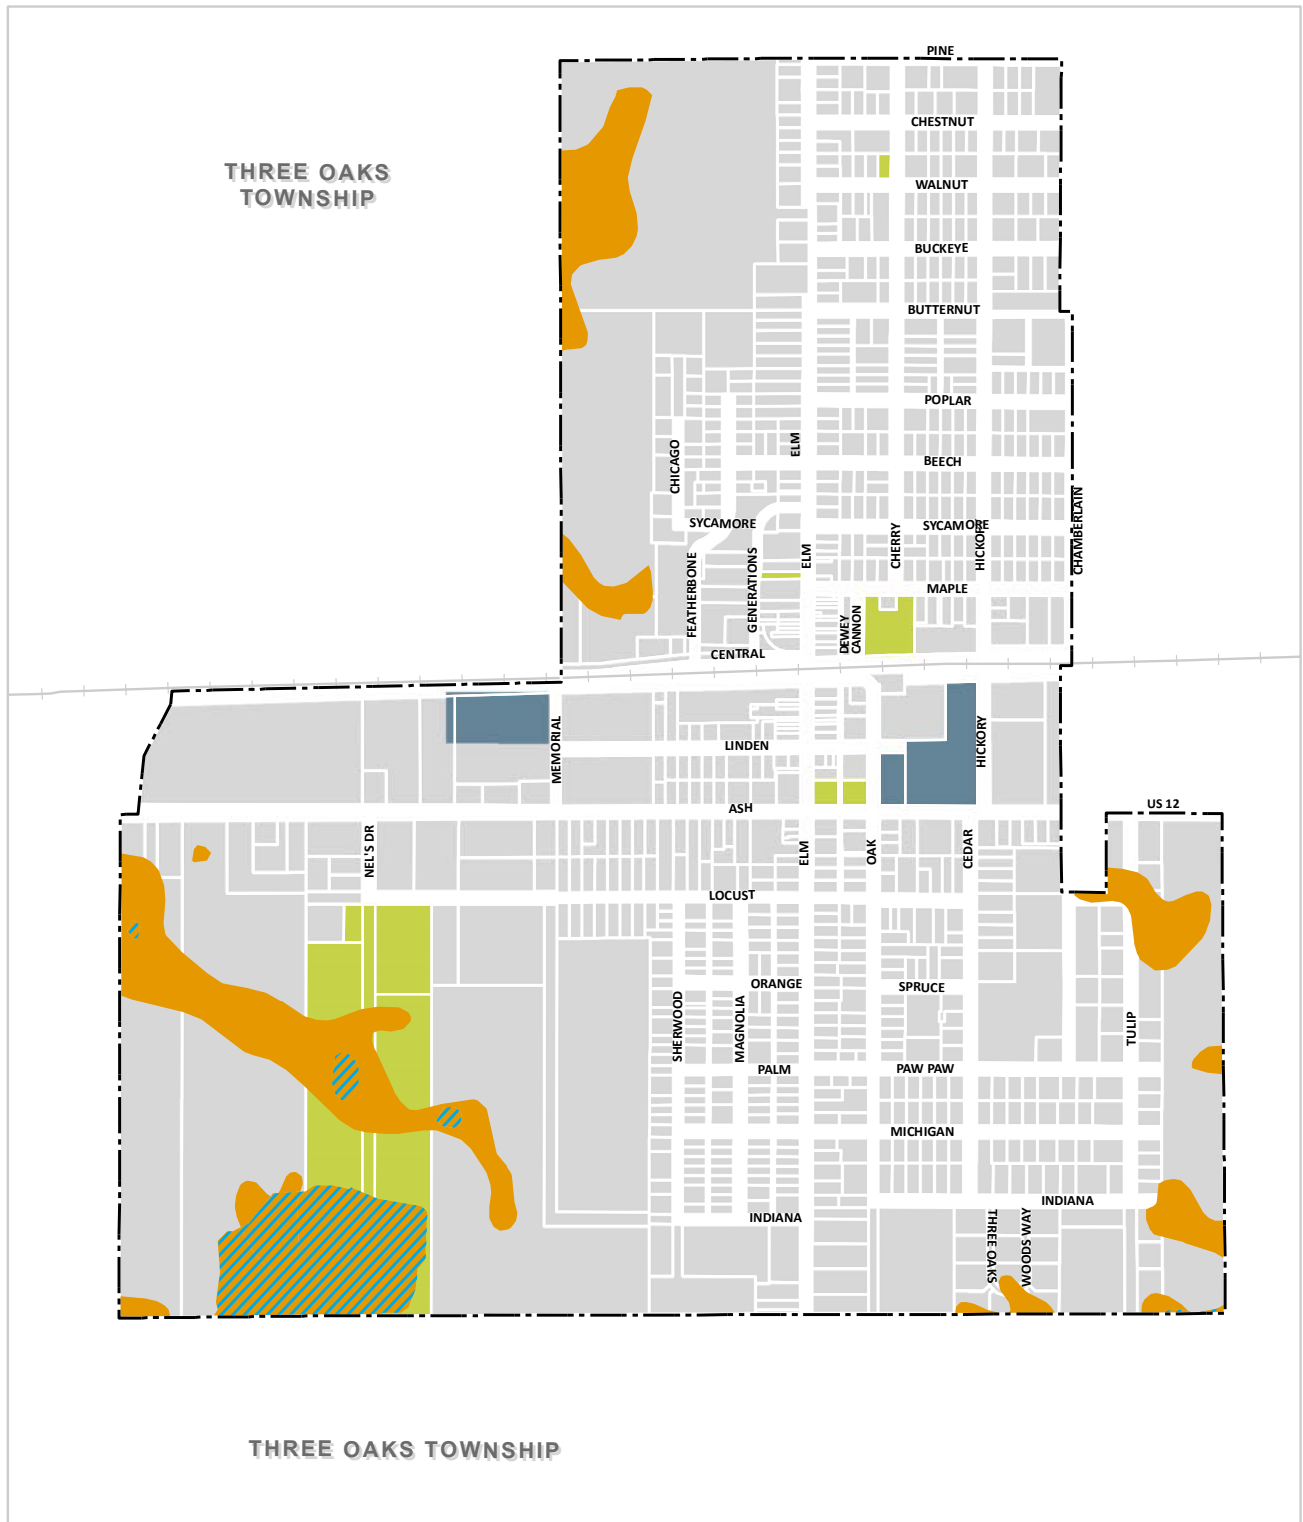 PINE
CHESTNUT
THREE OAKS
TOWNSHIP
WALNUT
BUCKEYE
BUTTERNUT
POPLAR
ELM
CHICAGO
BEECH
SYCAMORE
SYCAMORE
CHERRY
HICKORY
CHAMBERLAIN
ELM
FEATHERBONE
GENERATIONS
MAPLE
DEWEY
CANNON
CENTRAL
MEMORIAL
LINDEN
HICKORY
ASH
US 12
NEL'S DR
ELM
OAK
CEDAR
LOCUST
ORANGE
SPRUCE
SHERWOOD
MAGNOLIA
TULIP
PALM
PAW PAW
MICHIGAN
INDIANA
INDIANA
THREE OAKS
WOODS WAY
THREE OAKS TOWNSHIP